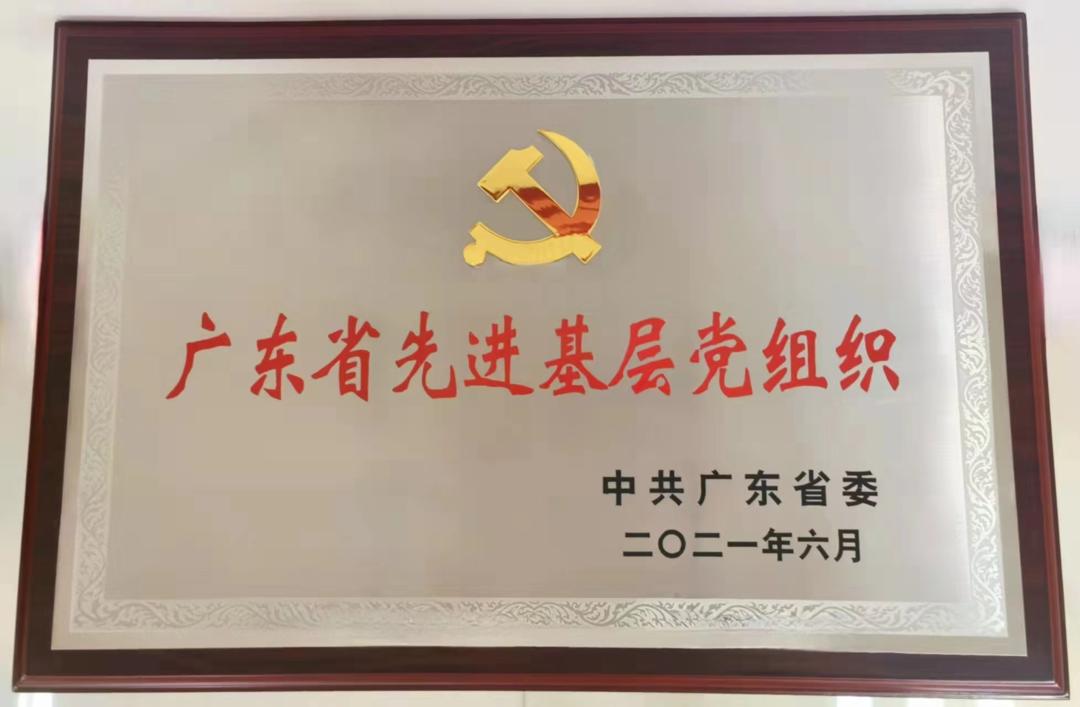 广东省先进基层党组织
中共广东省委
二〇二一年六月